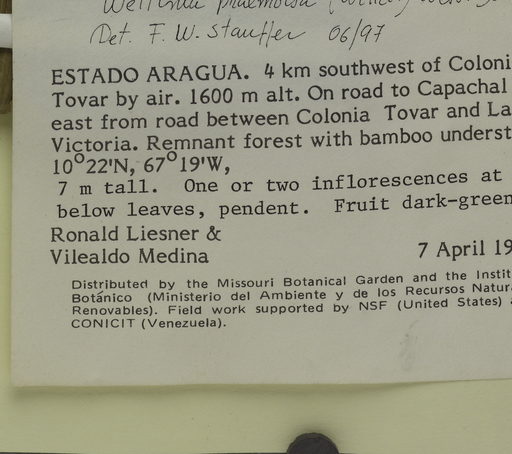 Wettinia praemorsa (Willd.)
Det. F. W. Stauffer 06/97
ESTADO ARAGUA. 4 km southwest of Coloni
Tovar by air. 1600 m alt. On road to Capachal
east from road between Colonia Tovar and La
Victoria. Remnant forest with bamboo underst
10°22'N, 67°19'W,
7 m tall. One or two inflorescences at
below leaves, pendent. Fruit dark-green
Ronald Liesner &
Vilealdo Medina 7 April 19
Distributed by the Missouri Botanical Garden and the Instit
Botánico (Ministerio del Ambiente y de los Recursos Natur
Renovables). Field work supported by NSF (United States)
CONICIT (Venezuela).